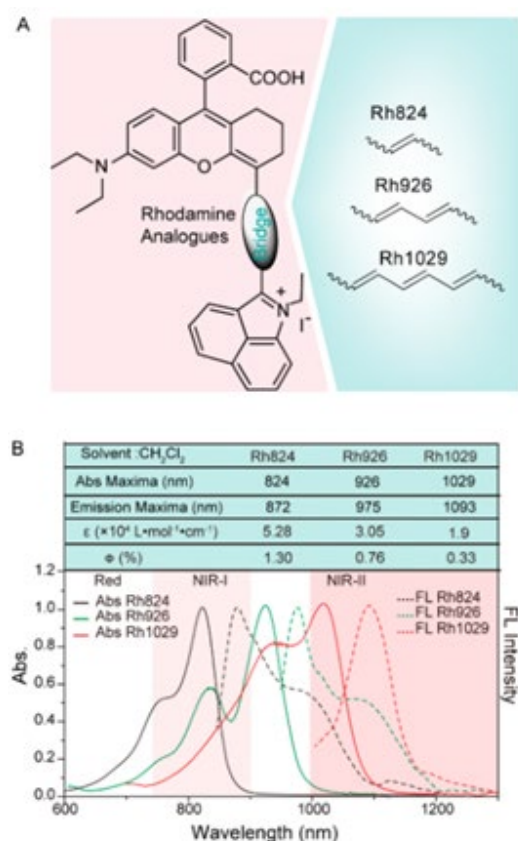 A
COOH
N
O
Rhodamine
Analogues
Bridge
N
+
I⁻
Rh824
Rh926
Rh1029
B
Solvent :CH₂Cl₂ Rh824 Rh926 Rh1029
Abs Maxima (nm) 824 926 1029
Emission Maxima (nm) 872 975 1093
ε (×10⁴ L•mol⁻¹•cm⁻¹) 5.28 3.05 1.9
Φ (%) 1.30 0.76 0.33
1.2
1.0
0.8
0.6
0.4
0.2
0.0
Abs.
Red NIR-I NIR-II
Abs Rh824
Abs Rh926
Abs Rh1029
FL Rh824
FL Rh926
FL Rh1029
FL Intensity
600 800 1000 1200
Wavelength (nm)